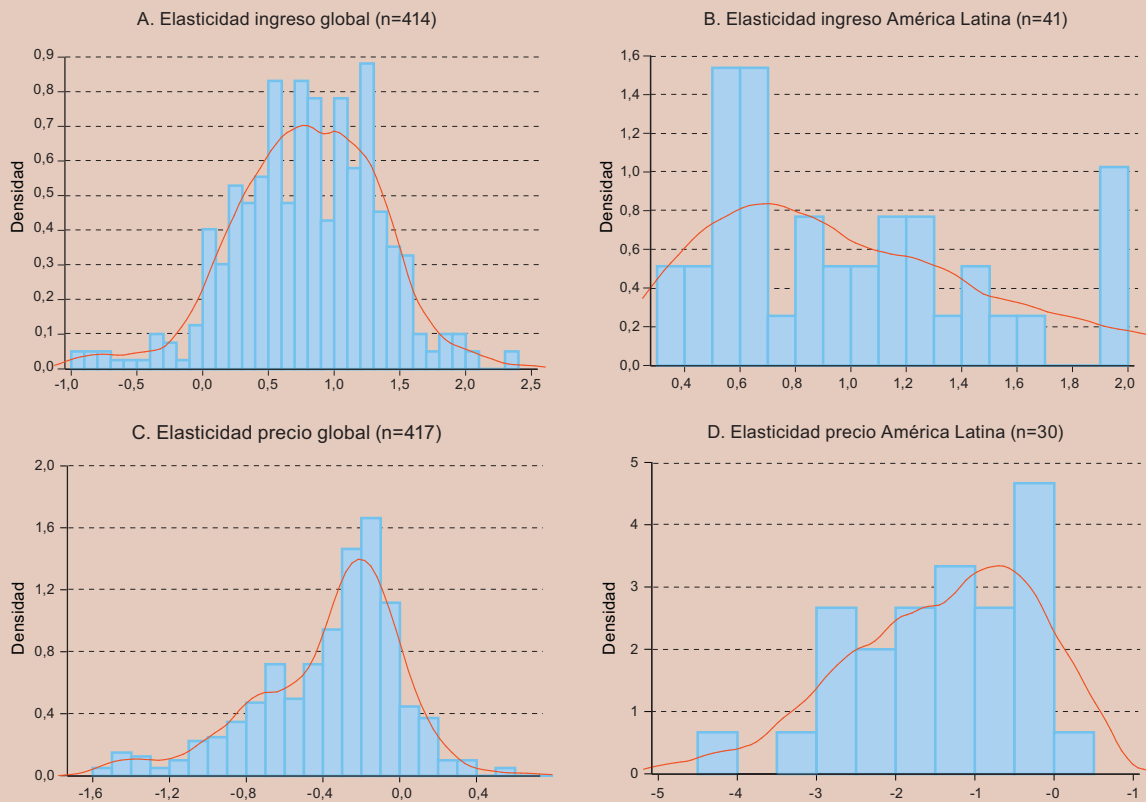 A. Elasticidad ingreso global (n=414)
Densidad
0,9
0,8
0,7
0,6
0,5
0,4
0,3
0,2
0,1
0,0
-1,0 -0,5 0,0 0,5 1,0 1,5 2,0 2,5
B. Elasticidad ingreso América Latina (n=41)
Densidad
1,6
1,4
1,2
1,0
0,8
0,6
0,4
0,2
0,0
0,4 0,6 0,8 1,0 1,2 1,4 1,6 1,8 2,0
C. Elasticidad precio global (n=417)
Densidad
2,0
1,6
1,2
0,8
0,4
0,0
-1,6 -1,2 -0,8 -0,4 0,0 0,4
D. Elasticidad precio América Latina (n=30)
Densidad
5
4
3
2
1
0
-5 -4 -3 -2 -1 -0 -1